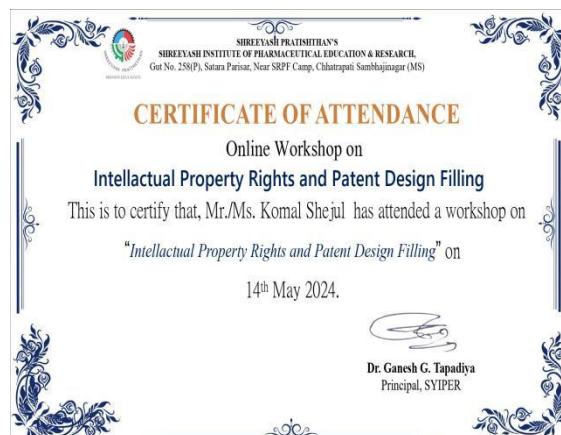 SHREEYASH PRATISHTHAN'S
SHREEYASH INSTITUTE OF PHARMACEUTICAL EDUCATION & RESEARCH,
Gut No. 258(P), Satara Parisar, Near SRPF Camp, Chhatrapati Sambhajinagar (MS)
CERTIFICATE OF ATTENDANCE
Online Workshop on
Intellactual Property Rights and Patent Design Filling
This is to certify that, Mr./Ms. Komal Shejul has attended a workshop on
"Intellactual Property Rights and Patent Design Filling" on
14th May 2024.
Dr. Ganesh G. Tapadiya
Principal, SYIPER